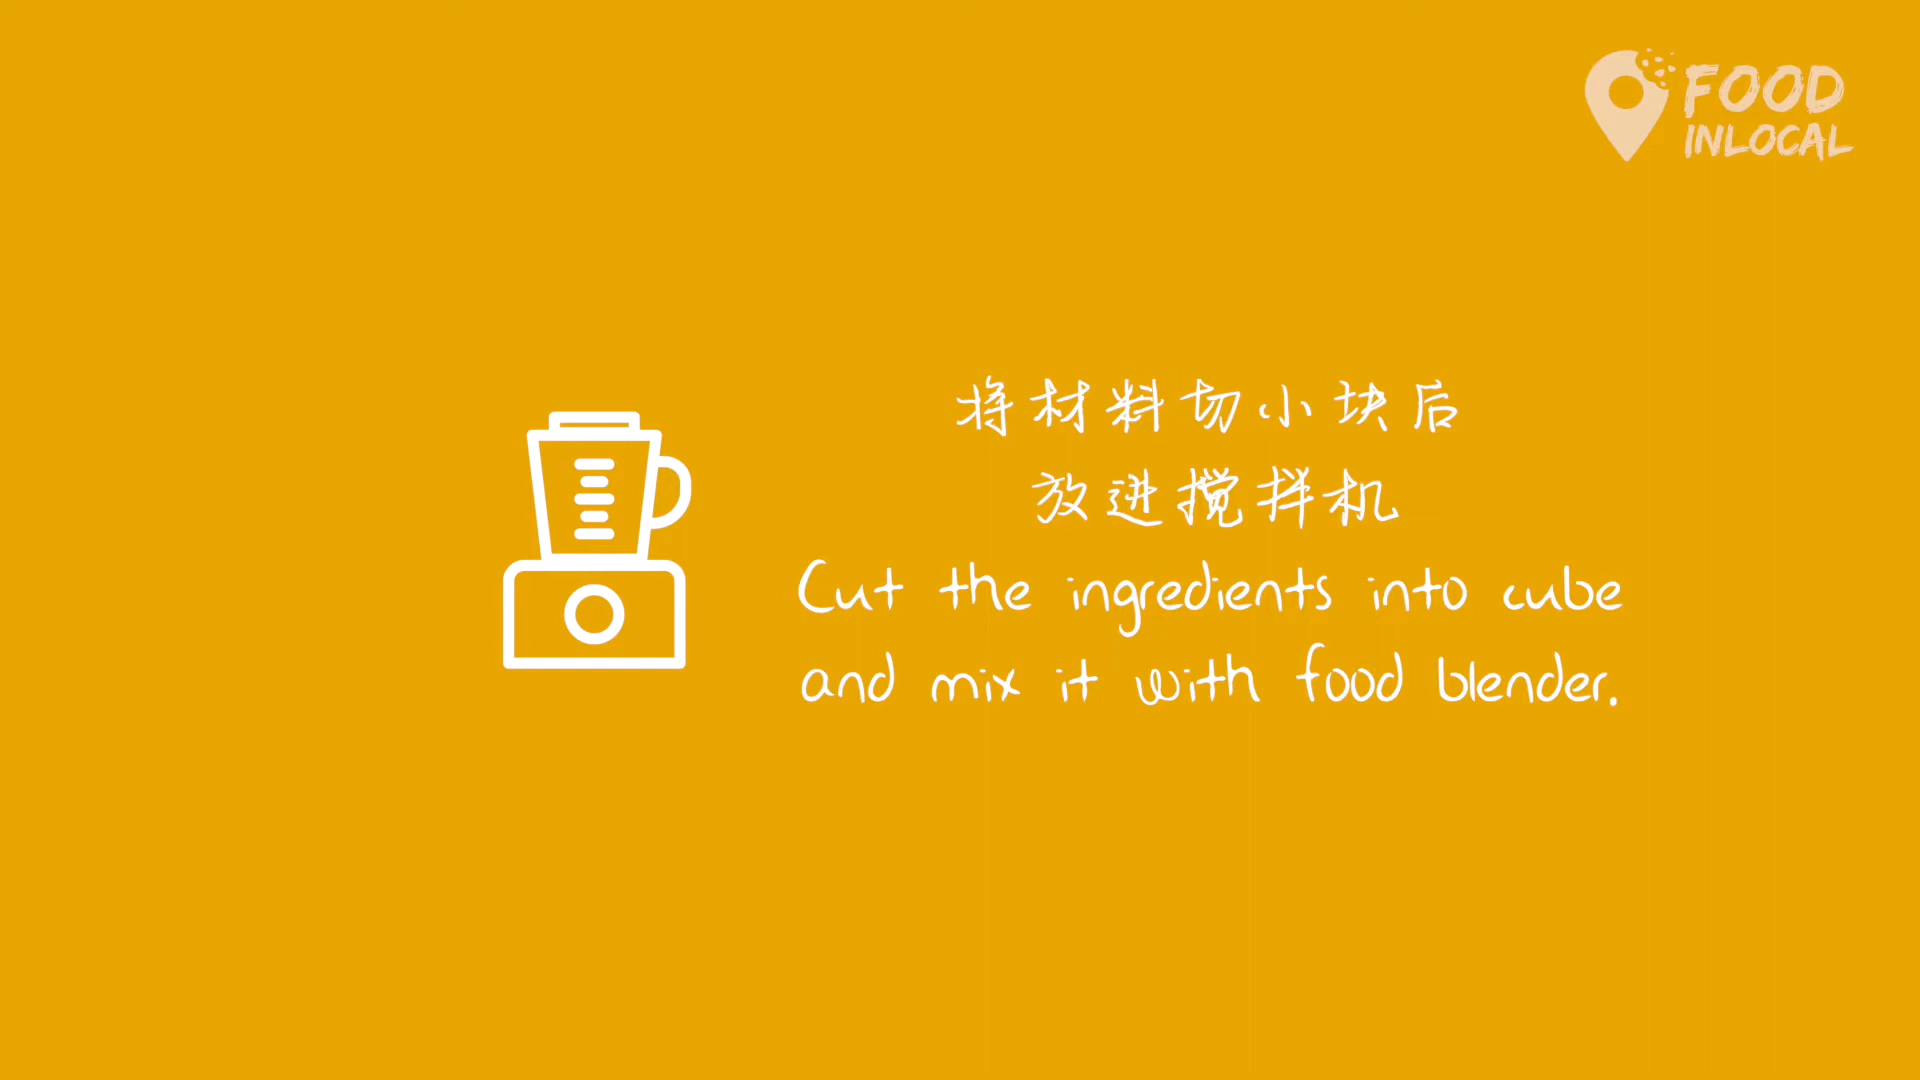 FOOD
INLOCAL
将材料切小块后
放进搅拌机
Cut the ingredients into cube
and mix it with food blender.